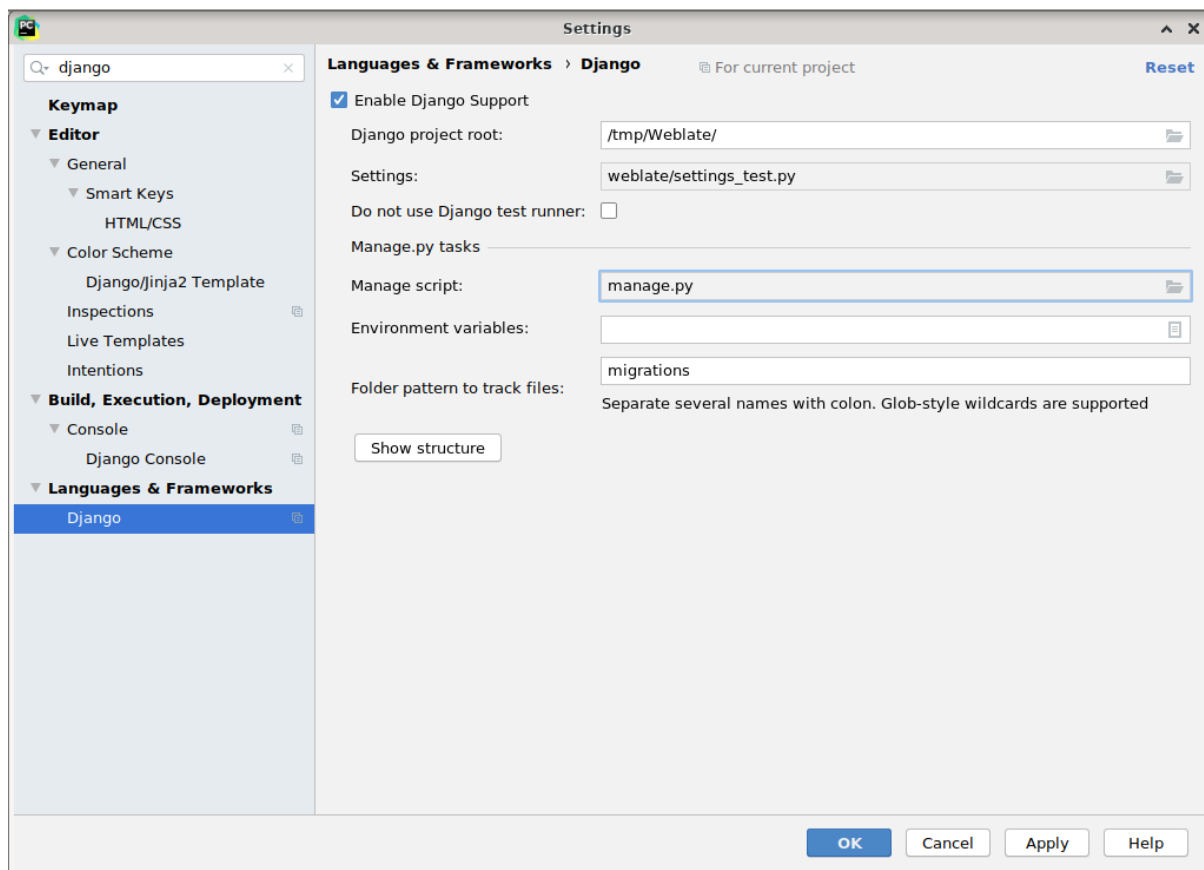 PC
Settings
django
Keymap
Editor
General
Smart Keys
HTML/CSS
Color Scheme
Django/Jinja2 Template
Inspections
Live Templates
Intentions
Build, Execution, Deployment
Console
Django Console
Languages & Frameworks
Django
Languages & Frameworks › Django For current project Reset
Enable Django Support
Django project root: /tmp/Weblate/
Settings: weblate/settings_test.py
Do not use Django test runner:
Manage.py tasks
Manage script: manage.py
Environment variables:
Folder pattern to track files: migrations
Separate several names with colon. Glob-style wildcards are supported
Show structure
OK Cancel Apply Help